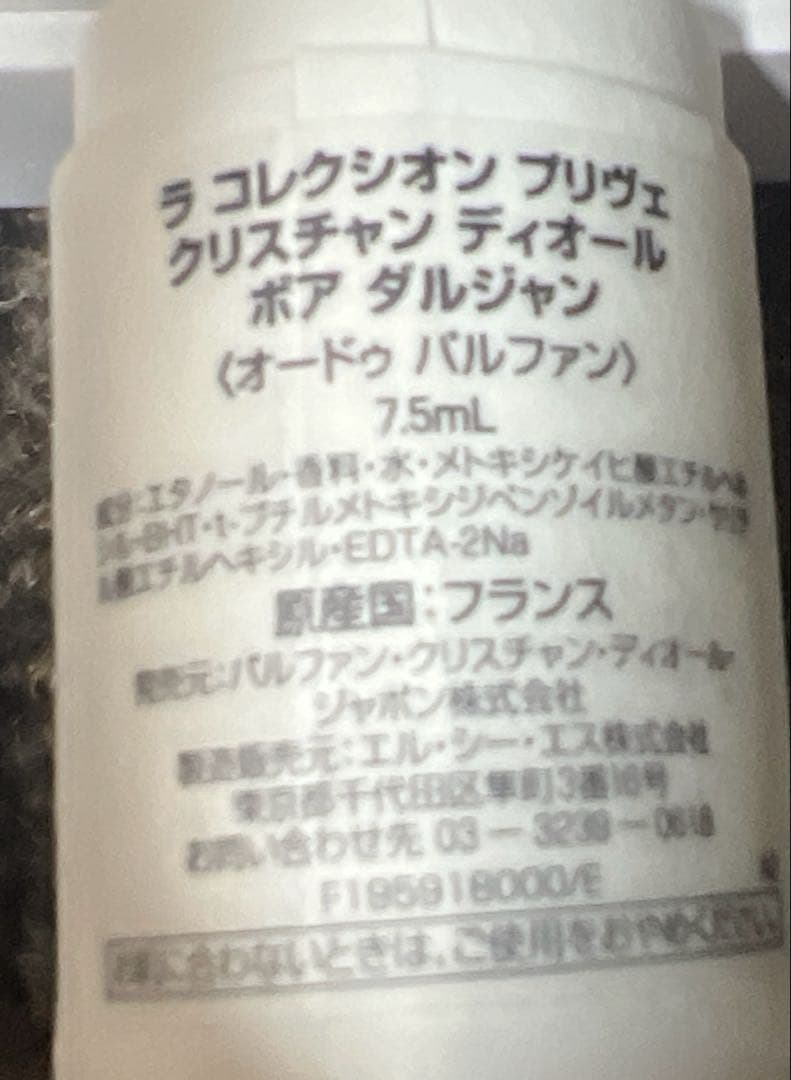 ラ コレクシオン プリヴェ
クリスチャン ディオール
ボア ダルジャン
〈オードゥ パルファン〉
7.5mL
成分:エタノール・香料・水・メトキシケイヒ酸エチルヘキ
シル・BHT・t-ブチルメトキシジベンゾイルメタン・サリチ
ル酸エチルヘキシル・EDTA-2Na
原産国:フランス
発売元:パルファン・クリスチャン・ディオール
ジャポン株式会社
製造販売元:エル・シー・エス株式会社
東京都千代田区隼町3番16号
お問い合わせ先 03－
お肌に合わないときは、ご使用をおやめください